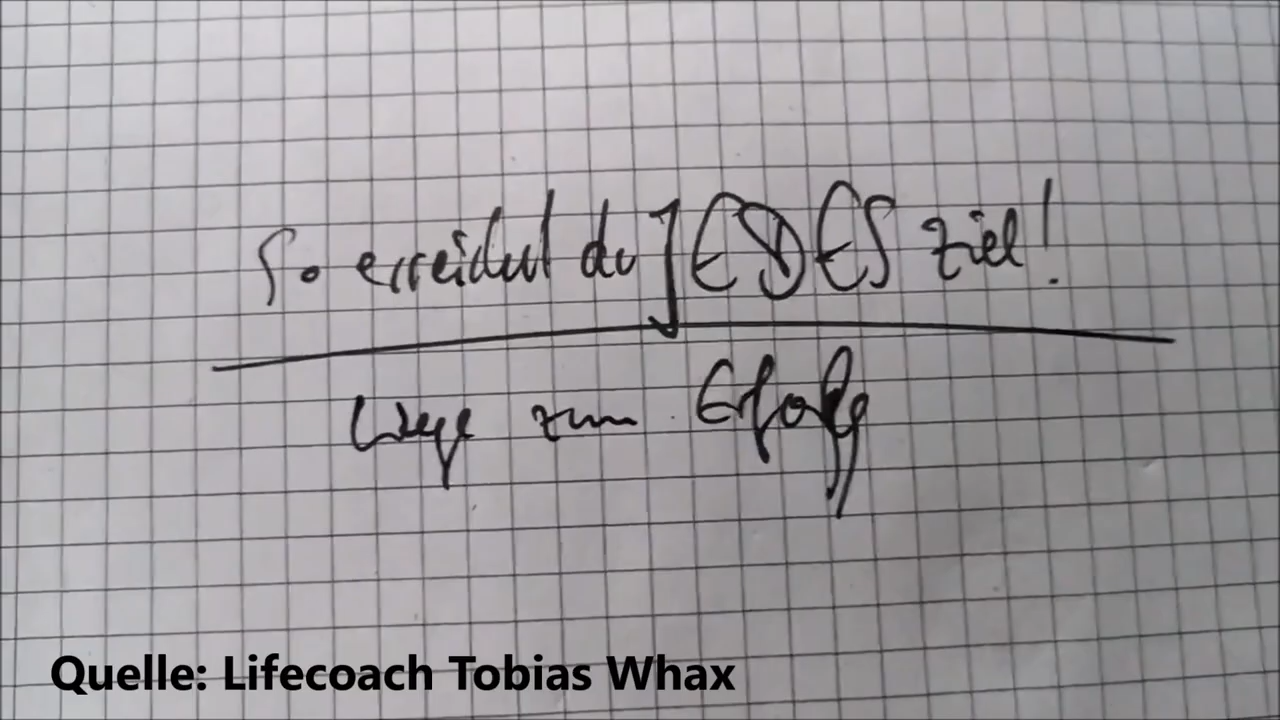 So erreichst du JEDES Ziel!
Wege zum Erfolg
Quelle: Lifecoach Tobias Whax